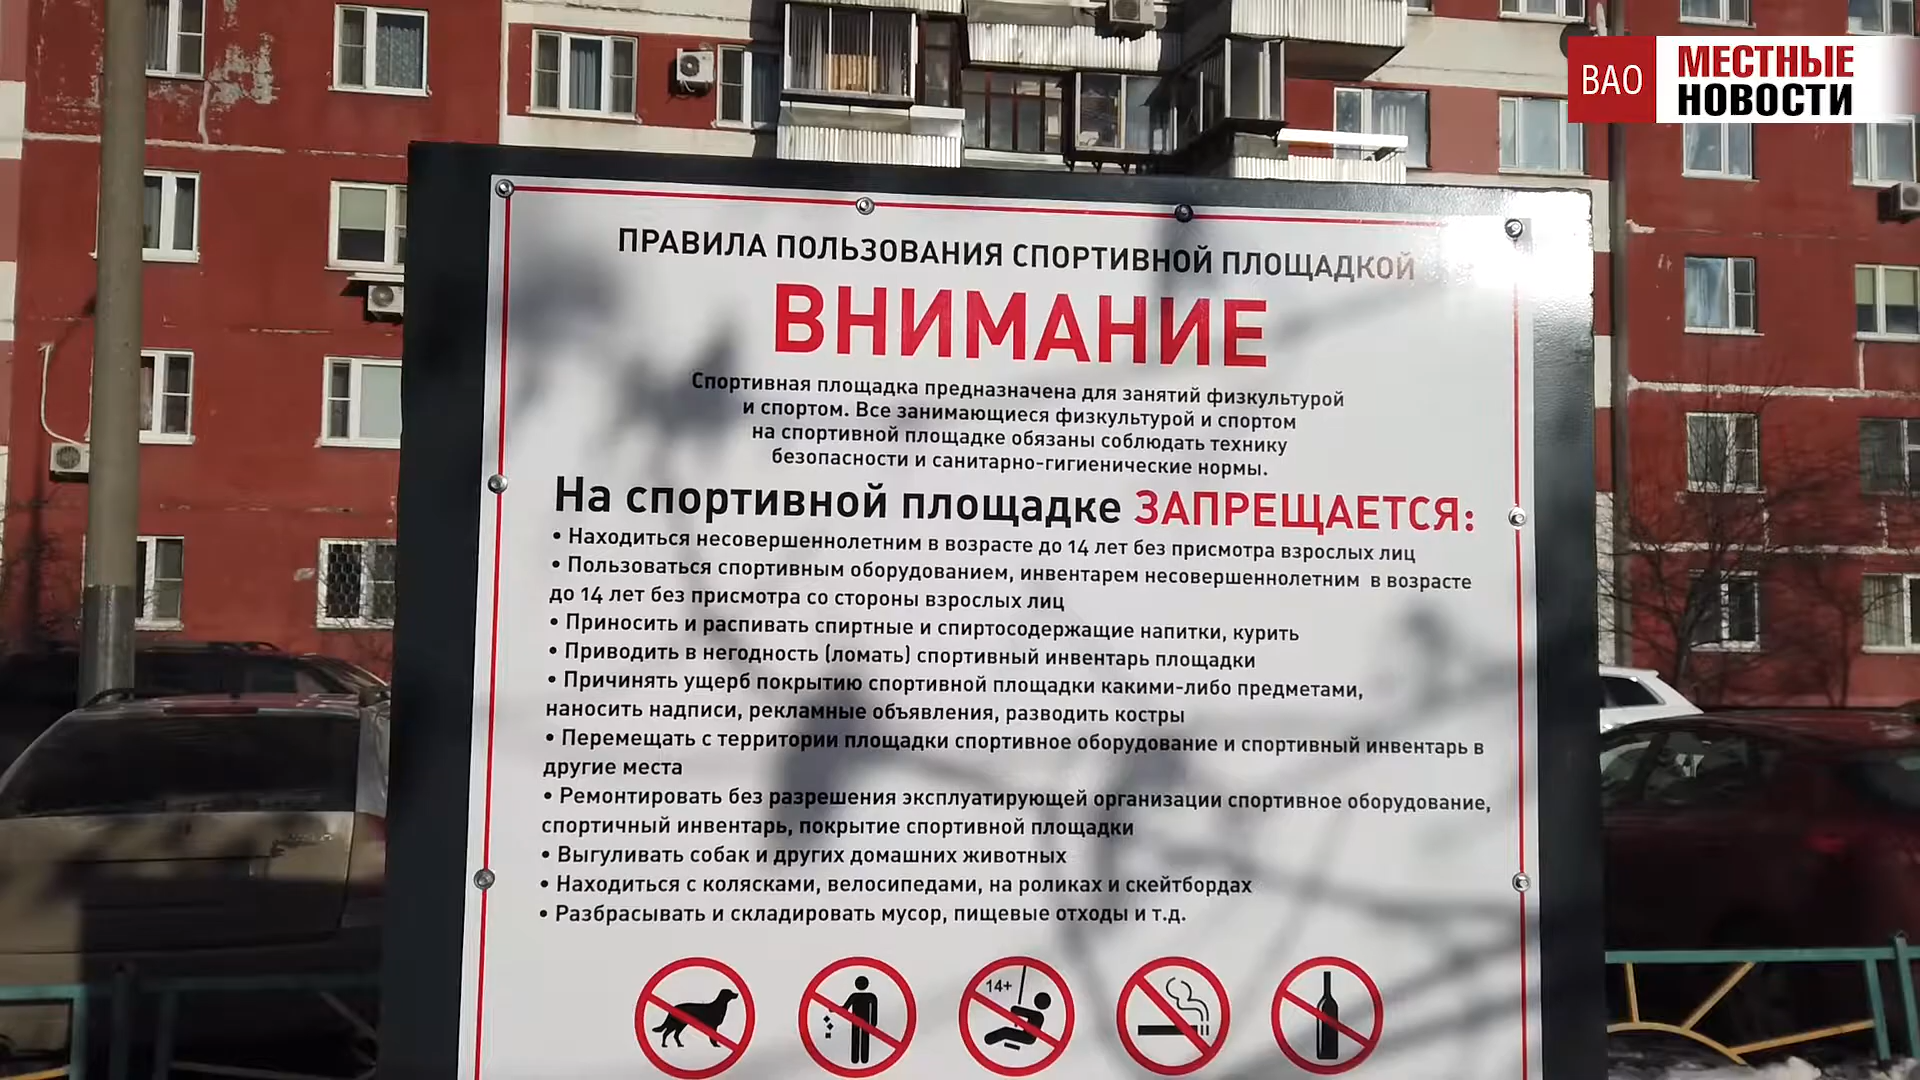 ВАО
МЕСТНЫЕ
НОВОСТИ
ПРАВИЛА ПОЛЬЗОВАНИЯ СПОРТИВНОЙ ПЛОЩАДКОЙ
ВНИМАНИЕ
Спортивная площадка предназначена для занятий физкультурой
и спортом. Все занимающиеся физкультурой и спортом
на спортивной площадке обязаны соблюдать технику
безопасности и санитарно-гигиенические нормы.
На спортивной площадке ЗАПРЕЩАЕТСЯ:
• Находиться несовершеннолетним в возрасте до 14 лет без присмотра взрослых лиц
• Пользоваться спортивным оборудованием, инвентарем несовершеннолетним в возрасте
до 14 лет без присмотра со стороны взрослых лиц
• Приносить и распивать спиртные и спиртосодержащие напитки, курить
• Приводить в негодность (ломать) спортивный инвентарь площадки
• Причинять ущерб покрытию спортивной площадки какими-либо предметами,
наносить надписи, рекламные объявления, разводить костры
• Перемещать с территории площадки спортивное оборудование и спортивный инвентарь в
другие места
• Ремонтировать без разрешения эксплуатирующей организации спортивное оборудование,
спортичный инвентарь, покрытие спортивной площадки
• Выгуливать собак и других домашних животных
• Находиться с колясками, велосипедами, на роликах и скейтбордах
• Разбрасывать и складировать мусор, пищевые отходы и т.д.
14+